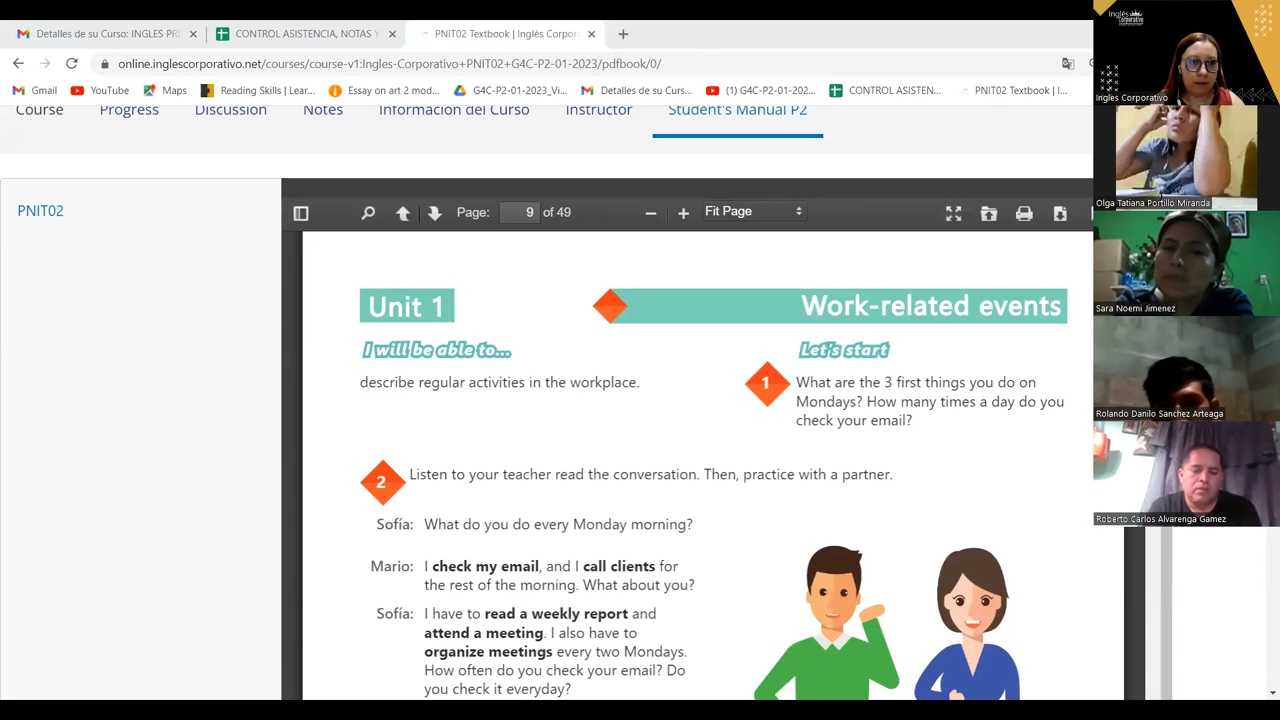 Detalles de su Curso: INGLES PRI
CONTROL ASISTENCIA, NOTAS Y
PNIT02 Textbook | Inglés Corpor
online.inglescorporativo.net/courses/course-v1:Ingles-Corporativo+PNIT02+G4C-P2-01-2023/pdfbook/0/
Gmail
YouTube
Maps
Reading Skills | Lear...
Essay on art 2 mod...
G4C-P2-01-2023_Vi...
Detalles de su Curs...
(1) G4C-P2-01-202...
CONTROL ASISTEN...
PNIT02 Textbook | I...
Course
Progress
Discussion
Notes
Información del Curso
Instructor
Student's Manual P2
PNIT02
Page: 9 of 49
Fit Page
Unit 1
Work-related events
I will be able to...
describe regular activities in the workplace.
Let's start
1
What are the 3 first things you do on
Mondays? How many times a day do you
check your email?
2
Listen to your teacher read the conversation. Then, practice with a partner.
Sofía: What do you do every Monday morning?
Mario: I check my email, and I call clients for
the rest of the morning. What about you?
Sofía: I have to read a weekly report and
attend a meeting. I also have to
organize meetings every two Mondays.
How often do you check your email? Do
you check it everyday?
Inglés
Corporativo
Ingles Corporativo
Olga Tatiana Portillo Miranda
Sara Noemi Jimenez
Rolando Danilo Sanchez Arteaga
Roberto Carlos Alvarenga Gamez